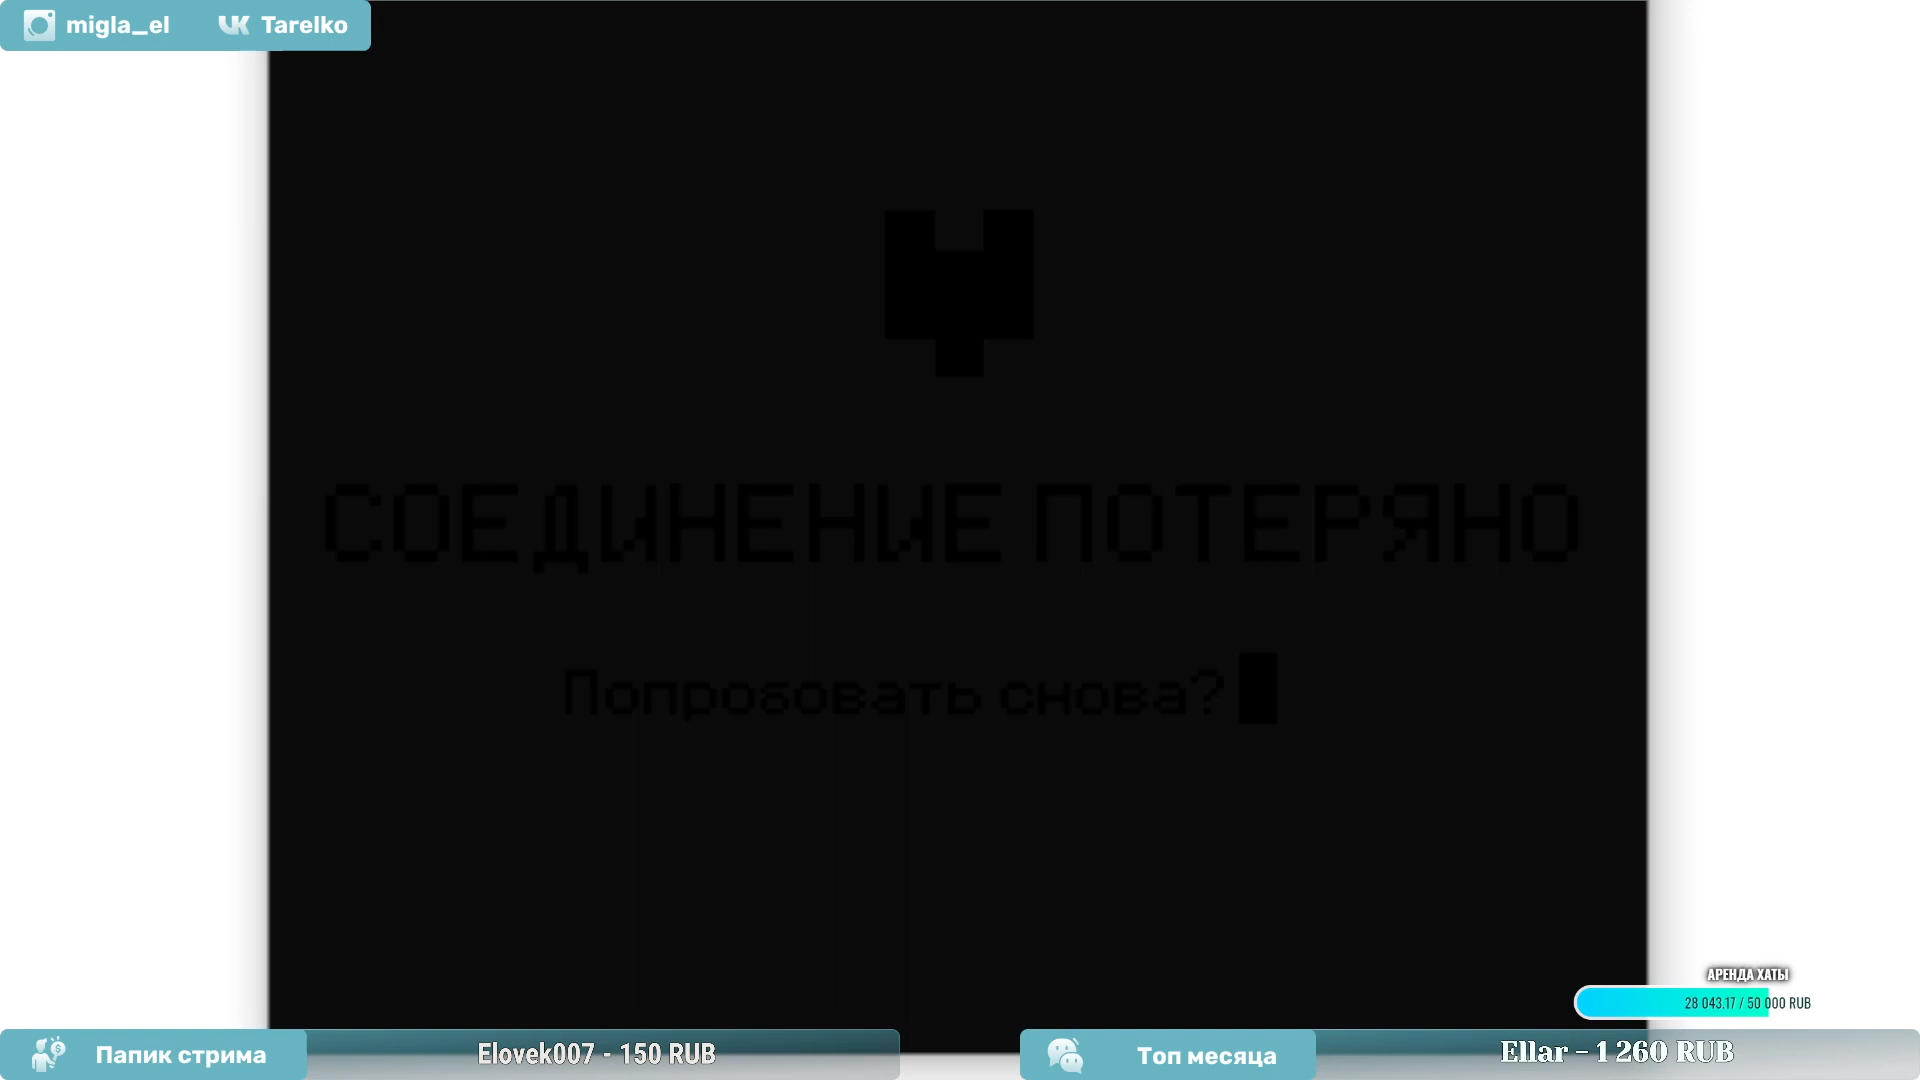 migla_el
VK Tarelko
СОЕДИНЕНИЕ ПОТЕРЯНО
Попробовать снова?
АРЕНДА ХАТЫ
28 043.17 / 50 000 RUB
Папик стрима
Elovek007 - 150 RUB
Топ месяца
Ellar - 1 260 RUB